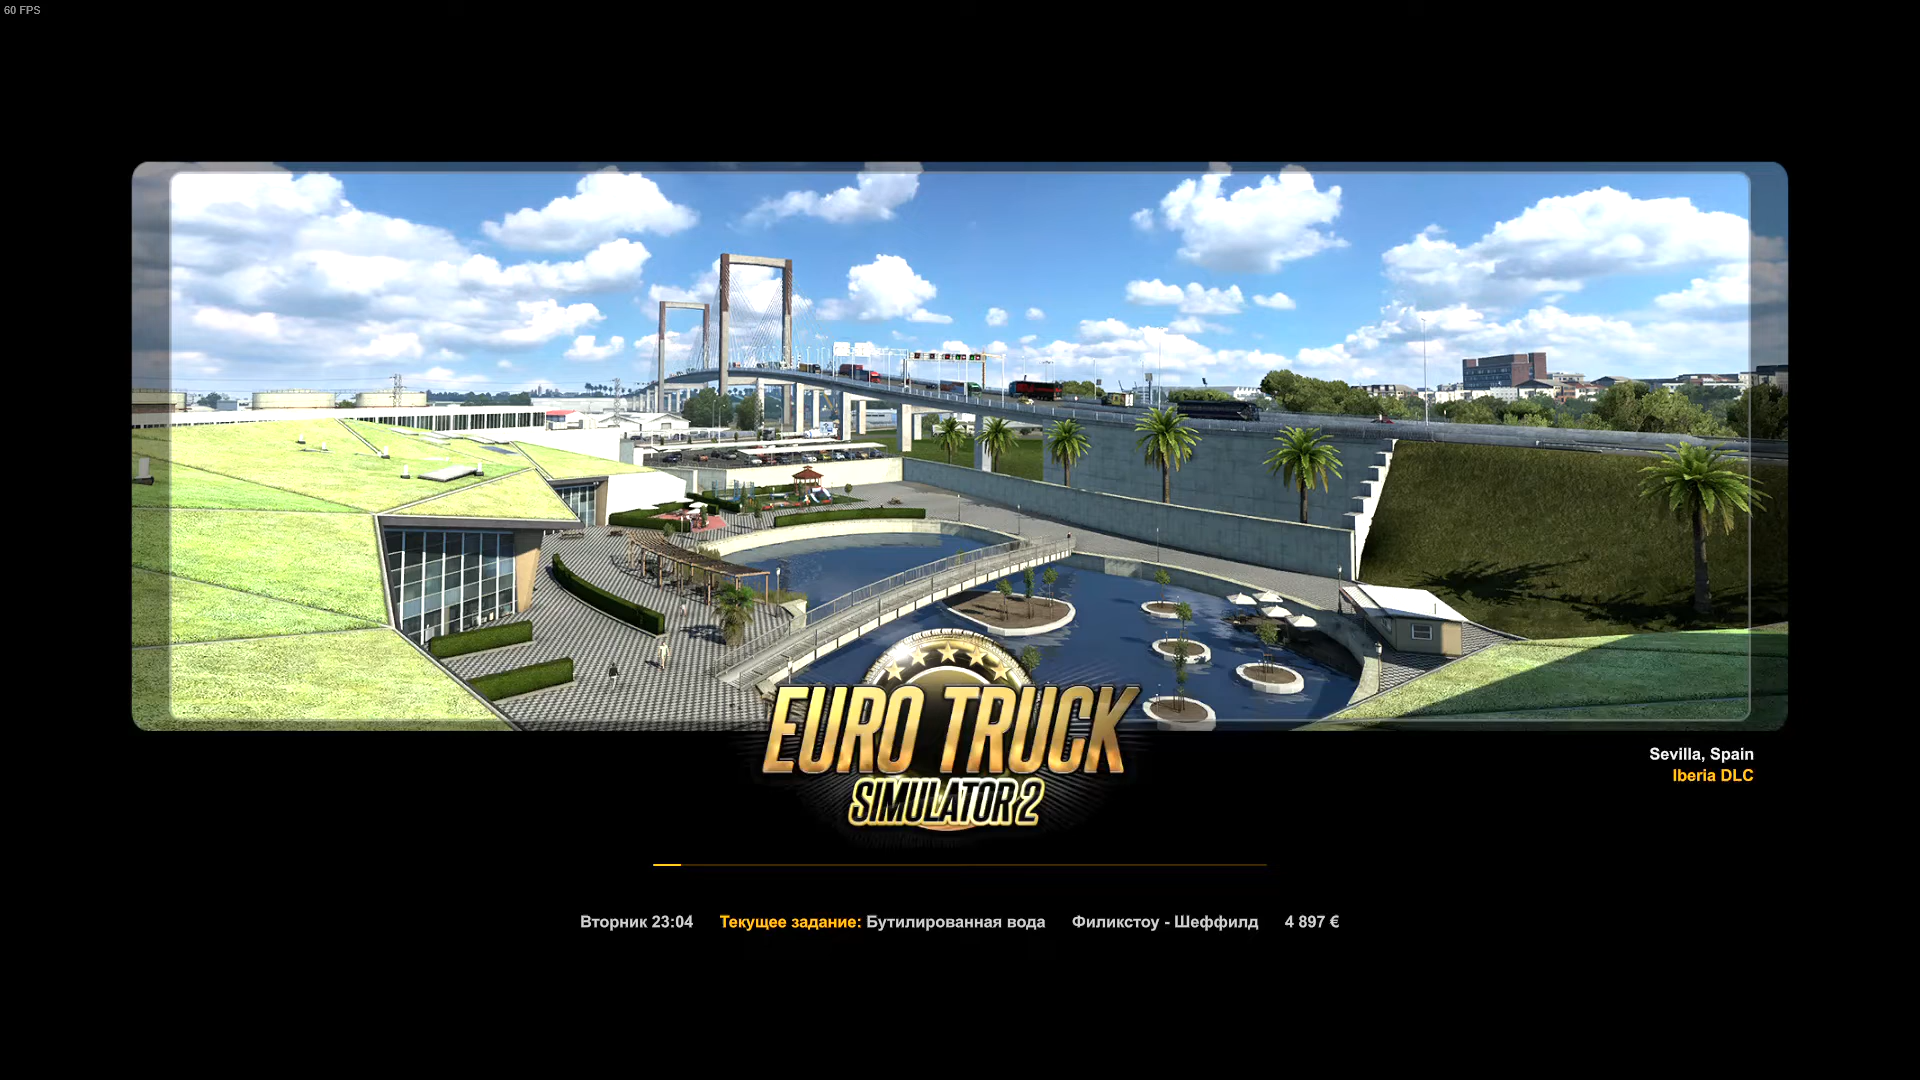 60 FPS
EURO TRUCK
SIMULATOR 2
Sevilla, Spain
Iberia DLC
Вторник 23:04 Текущее задание: Бутилированная вода Филикстоу - Шеффилд 4 897 €